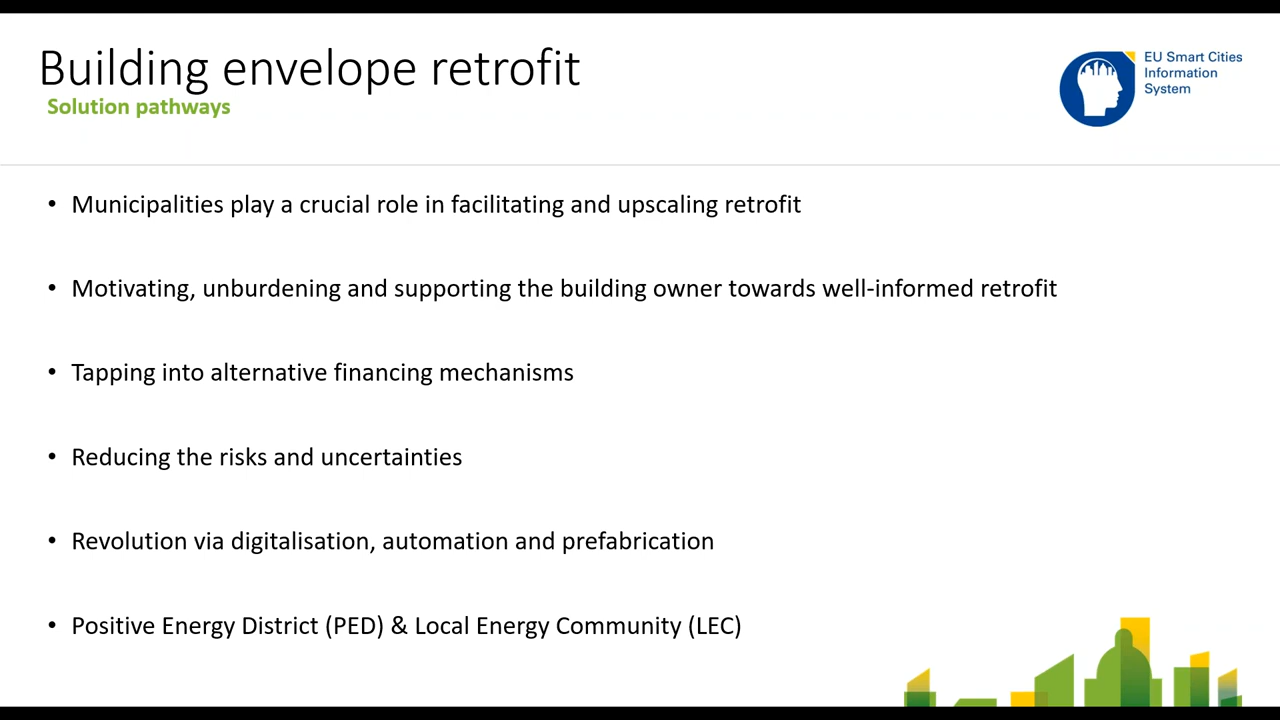 Building envelope retrofit
Solution pathways
EU Smart Cities
Information
System
• Municipalities play a crucial role in facilitating and upscaling retrofit
• Motivating, unburdening and supporting the building owner towards well-informed retrofit
• Tapping into alternative financing mechanisms
• Reducing the risks and uncertainties
• Revolution via digitalisation, automation and prefabrication
• Positive Energy District (PED) & Local Energy Community (LEC)